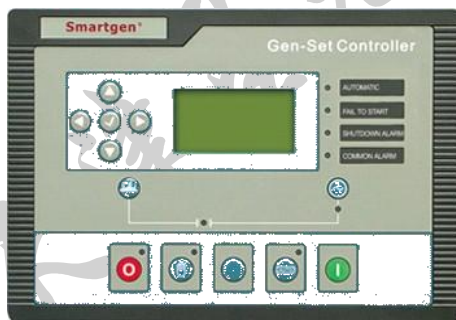 Smartgen
Gen-Set Controller
AUTOMATIC
FAIL TO START
SHUTDOWN ALARM
COMMON ALARM